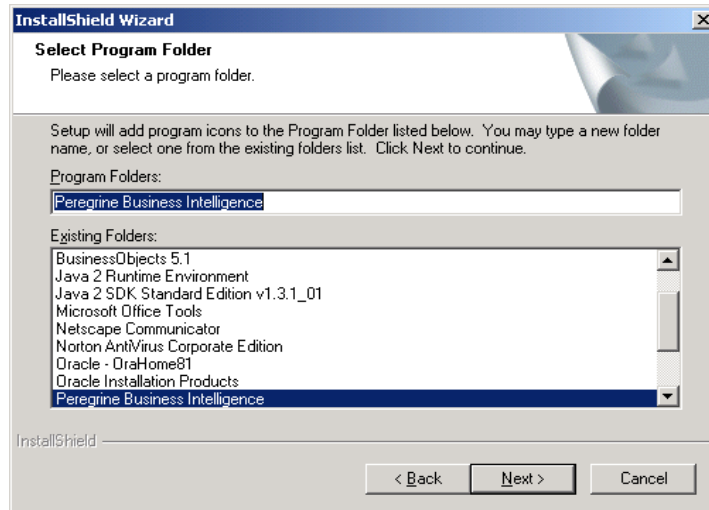 InstallShield Wizard
Select Program Folder
Please select a program folder.
Setup will add program icons to the Program Folder listed below.  You may type a new folder
name, or select one from the existing folders list.  Click Next to continue.
Program Folders:
Peregrine Business Intelligence
Existing Folders:
BusinessObjects 5.1
Java 2 Runtime Environment
Java 2 SDK Standard Edition v1.3.1_01
Microsoft Office Tools
Netscape Communicator
Norton AntiVirus Corporate Edition
Oracle - OraHome81
Oracle Installation Products
Peregrine Business Intelligence
InstallShield
< Back
Next >
Cancel